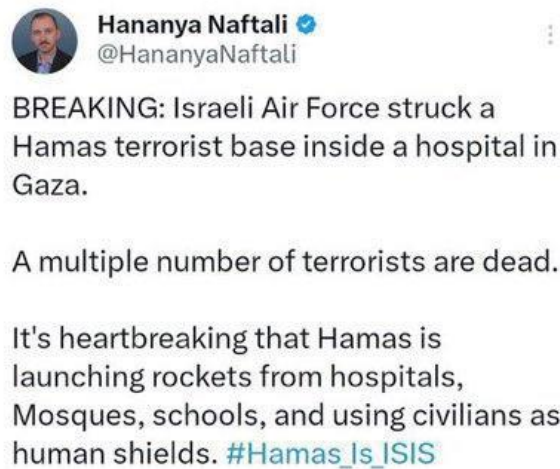 Hananya Naftali
@HananyaNaftali
BREAKING: Israeli Air Force struck a
Hamas terrorist base inside a hospital in
Gaza.
A multiple number of terrorists are dead.
It's heartbreaking that Hamas is
launching rockets from hospitals,
Mosques, schools, and using civilians as
human shields. #Hamas_Is_ISIS